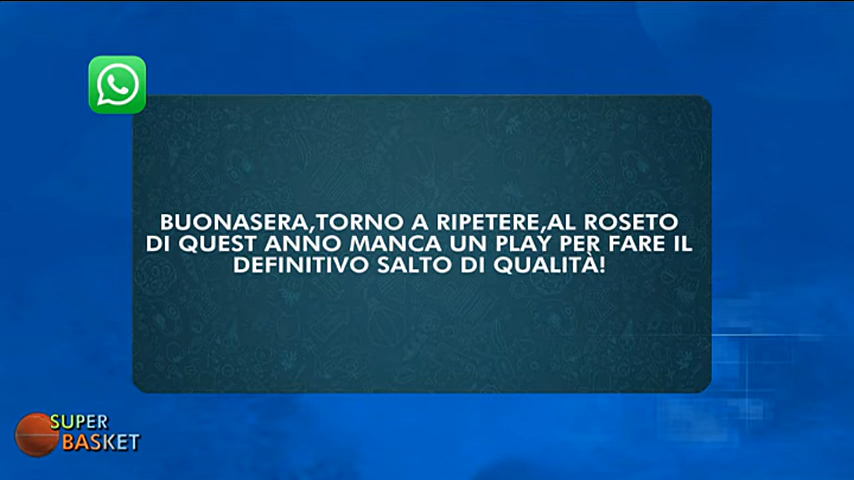 BUONASERA,TORNO A RIPETERE,AL ROSETO
DI QUEST ANNO MANCA UN PLAY PER FARE IL
DEFINITIVO SALTO DI QUALITÀ!
SUPER
BASKET